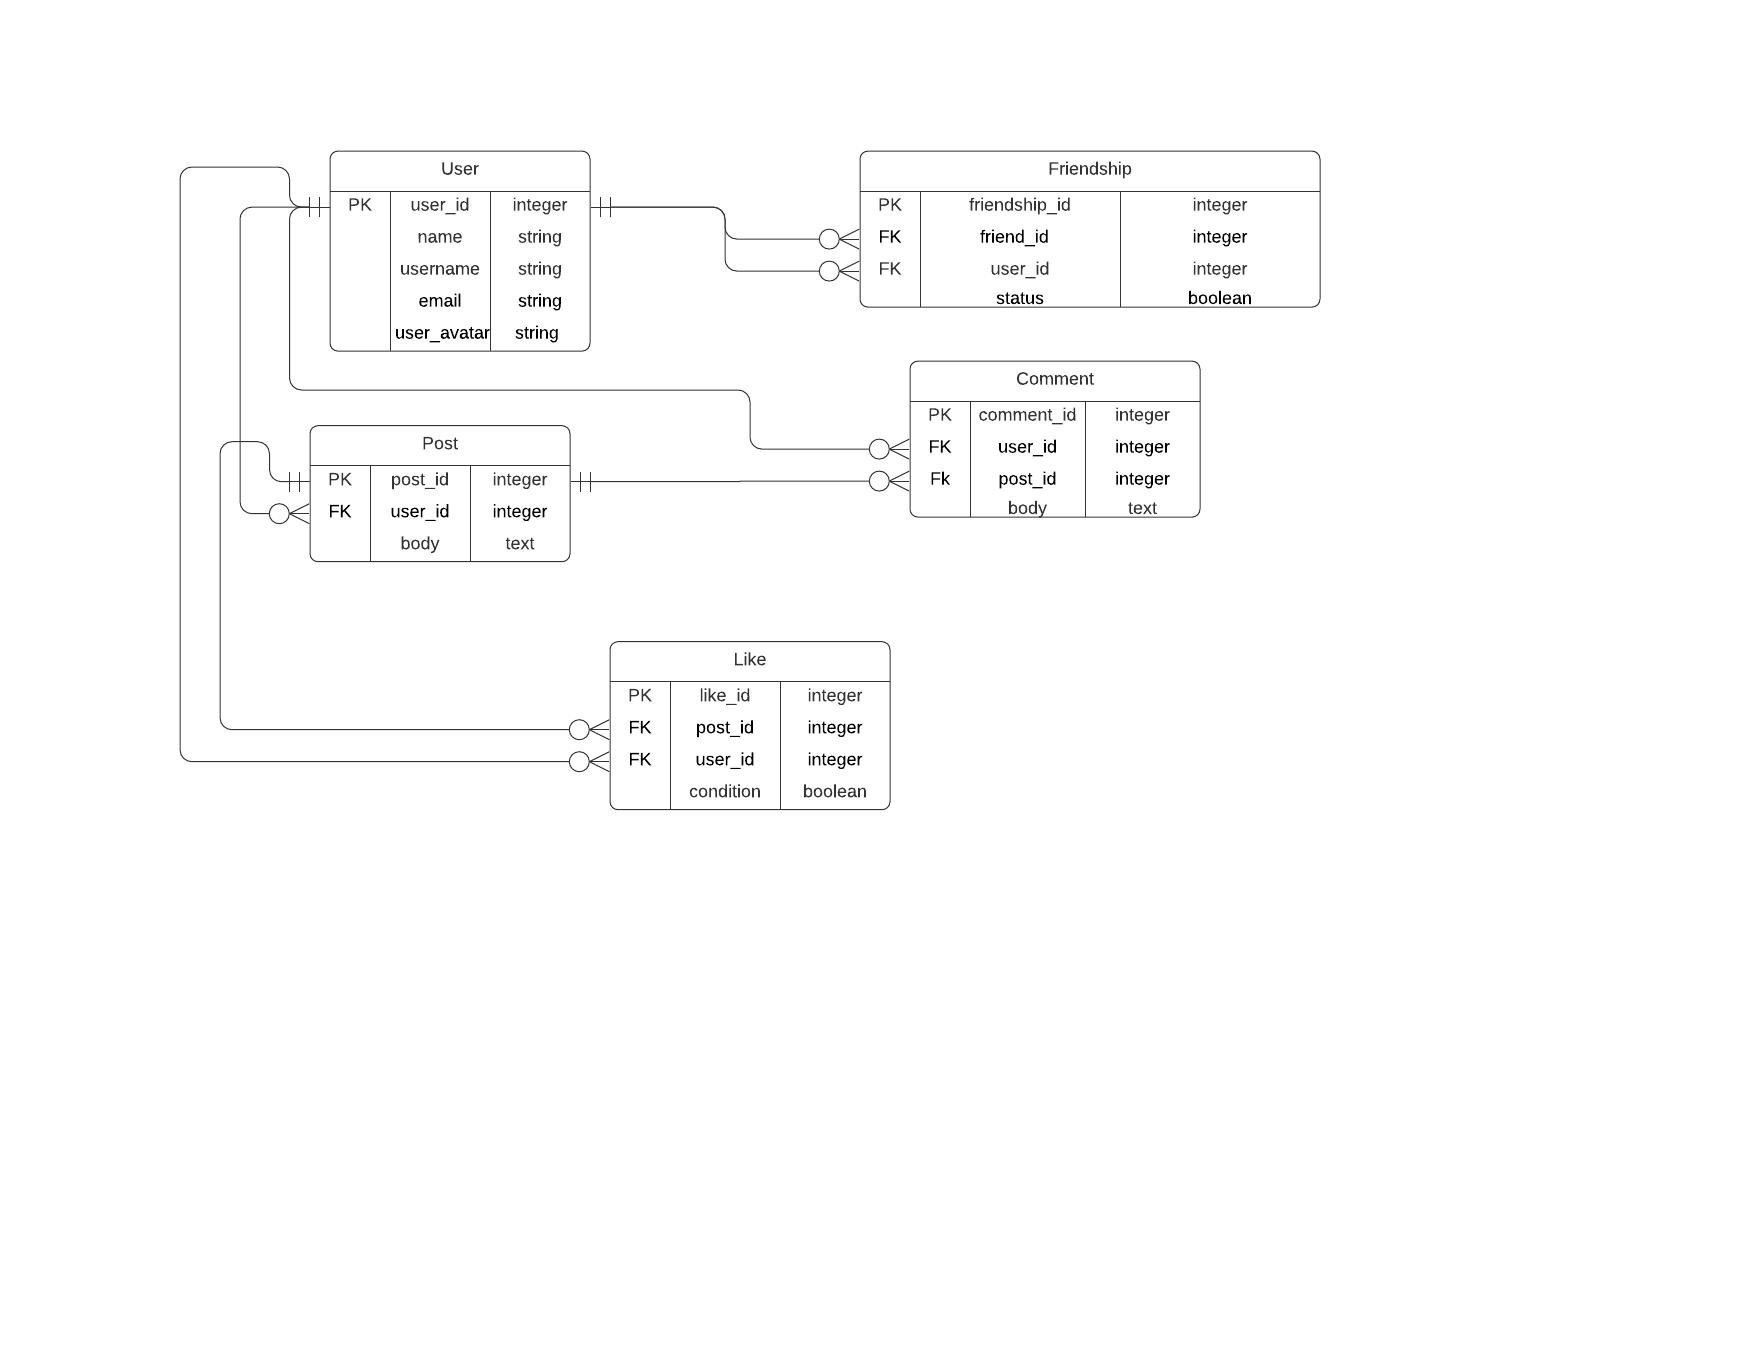 User
PK user_id integer
name string
username string
email string
user_avatar string
Friendship
PK friendship_id integer
FK friend_id integer
FK user_id integer
status boolean
Comment
PK comment_id integer
FK user_id integer
Fk post_id integer
body text
Post
PK post_id integer
FK user_id integer
body text
Like
PK like_id integer
FK post_id integer
FK user_id integer
condition boolean